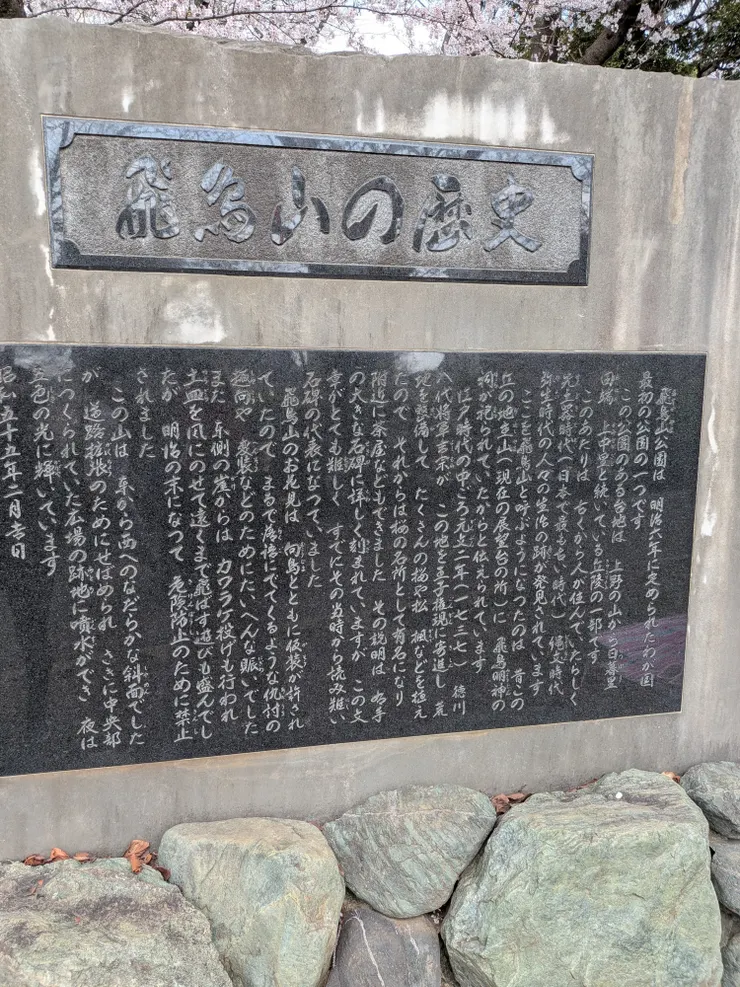 飛鳥山の歴史
飛鳥山公園は 明治六年に定められたわが国
最初の公園の一つです
この公園のある台地は 上野の山から日暮里
田端 上中里と続いている丘陵の一部です
このあたりは 古くから人が住んでいたらしく
先土器時代(日本で最も古い時代) 縄文時代
弥生時代の人々の生活の跡が発見されています
ここを飛鳥山と呼ぶようになったのは 昔この
丘の地主山(現在の展望台の所)に 飛鳥明神の
祠が祀られていたからと伝えられています
江戸時代の中ごろ元文二年(一七三七) 徳川
八代将軍吉宗が この地を王子権現に寄進し 荒
地を整備して たくさんの桜や松 楓などを植え
たので それからは桜の名所として有名になり
附近に茶屋などもできました その説明は 右手
の大きな石碑に詳しく刻まれていますが この文
章がとても難しく すでにその当時から読み難い
石碑の代表になっていました
飛鳥山のお花見は 向島とともに仮装が許され
ていたので まるで落語にでてくるような仇討の
趣向や 変装などのためにたいへんな賑いでした
また 東側の崖からは カワラケ投げも行われ
土皿を風にのせて遠くまで飛ばす遊びも盛んでし
たが 明治の末になって 危険防止のために禁止
されました
この山は 東から西へのなだらかな斜面でした
が 道路拡張のためにせばめられ さきに中央部
につくられていた広場の跡地に噴水ができ 夜は
五色の光に輝いています
昭和五十五年二月吉日